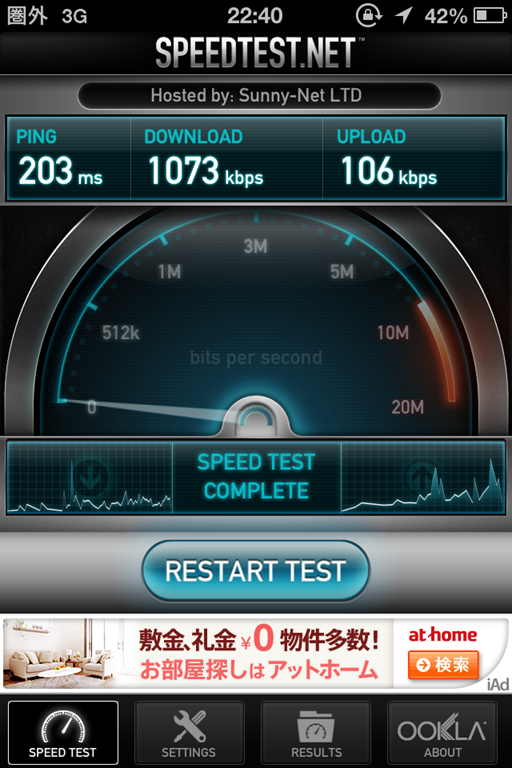 圏外 3G 22:40 42%
SPEEDTEST.NET™
Hosted by: Sunny-Net LTD
PING DOWNLOAD UPLOAD
203 ms 1073 kbps 106 kbps
3M
1M 5M
512k 10M
bits per second
0 20M
SPEED TEST
COMPLETE
RESTART TEST
敷金、礼金¥0物件多数!
お部屋探しはアットホーム
at home
検索
iAd
SPEED TEST SETTINGS RESULTS OOKLA
ABOUT